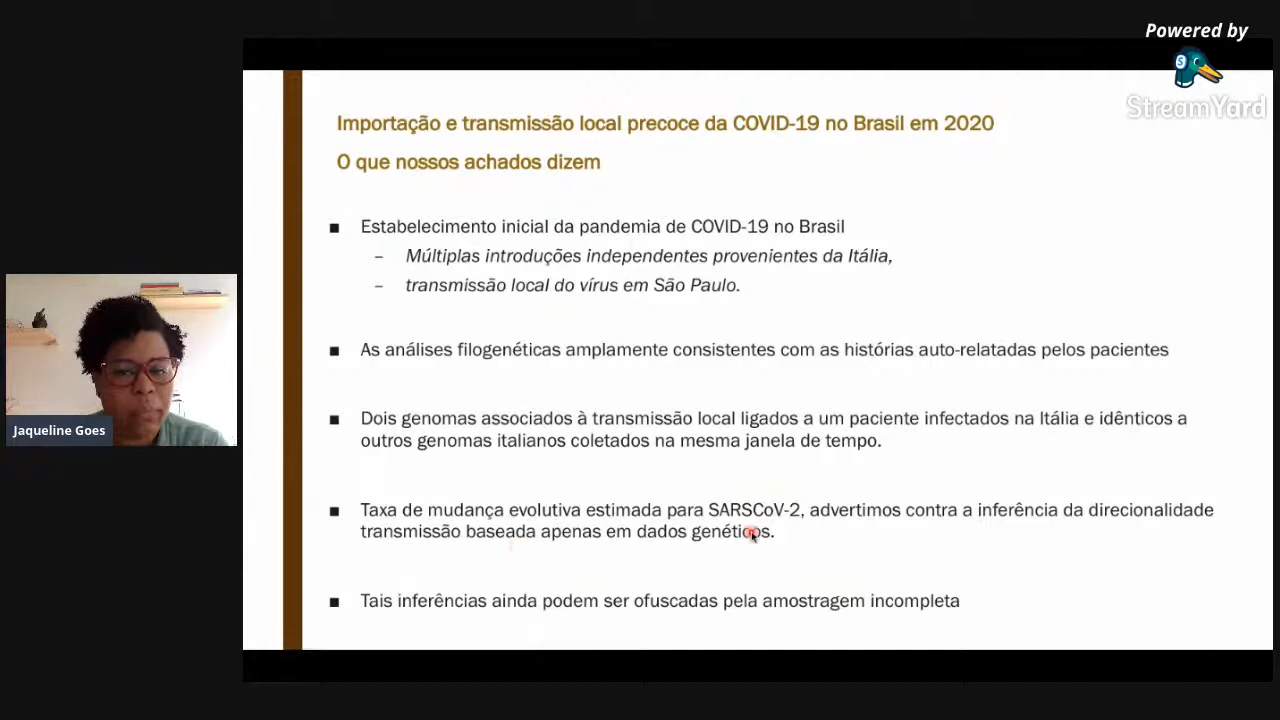 Powered by
StreamYard
Importação e transmissão local precoce da COVID-19 no Brasil em 2020
O que nossos achados dizem
■ Estabelecimento inicial da pandemia de COVID-19 no Brasil
– Múltiplas introduções independentes provenientes da Itália,
– transmissão local do vírus em São Paulo.
■ As análises filogenéticas amplamente consistentes com as histórias auto-relatadas pelos pacientes
■ Dois genomas associados à transmissão local ligados a um paciente infectados na Itália e idênticos a
outros genomas italianos coletados na mesma janela de tempo.
■ Taxa de mudança evolutiva estimada para SARSCoV-2, advertimos contra a inferência da direcionalidade
transmissão baseada apenas em dados genéticos.
■ Tais inferências ainda podem ser ofuscadas pela amostragem incompleta
Jaqueline Goes